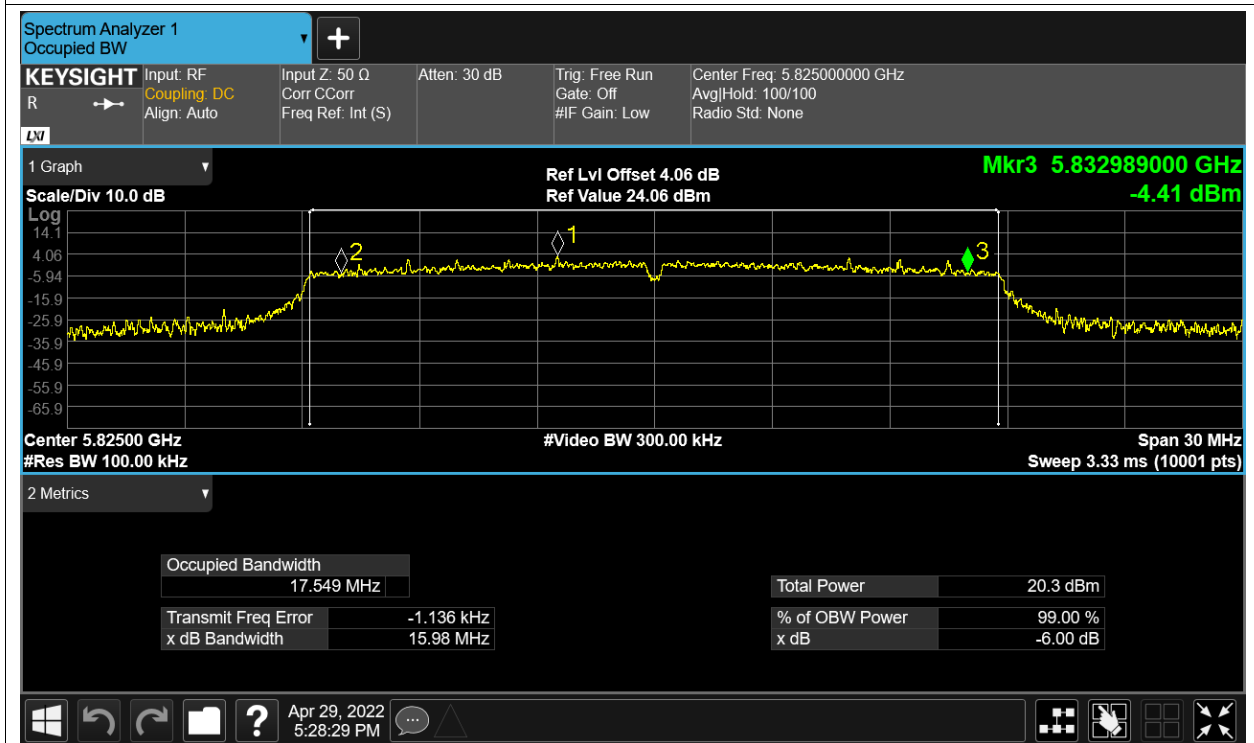 Spectrum Analyzer 1
Occupied BW
+
KEYSIGHT
R
LXI
Input: RF
Coupling: DC
Align: Auto
Input Z: 50 Ω
Corr CCorr
Freq Ref: Int (S)
Atten: 30 dB
Trig: Free Run
Gate: Off
#IF Gain: Low
Center Freq: 5.825000000 GHz
Avg|Hold: 100/100
Radio Std: None
1 Graph
Scale/Div 10.0 dB
Ref Lvl Offset 4.06 dB
Ref Value 24.06 dBm
Mkr3 5.832989000 GHz
-4.41 dBm
Log
14.1
4.06
-5.94
-15.9
-25.9
-35.9
-45.9
-55.9
-65.9
2
1
3
Center 5.82500 GHz
#Res BW 100.00 kHz
#Video BW 300.00 kHz
Span 30 MHz
Sweep 3.33 ms (10001 pts)
2 Metrics
Occupied Bandwidth
17.549 MHz
Transmit Freq Error -1.136 kHz
x dB Bandwidth 15.98 MHz
Total Power 20.3 dBm
% of OBW Power 99.00 %
x dB -6.00 dB
?
Apr 29, 2022
5:28:29 PM